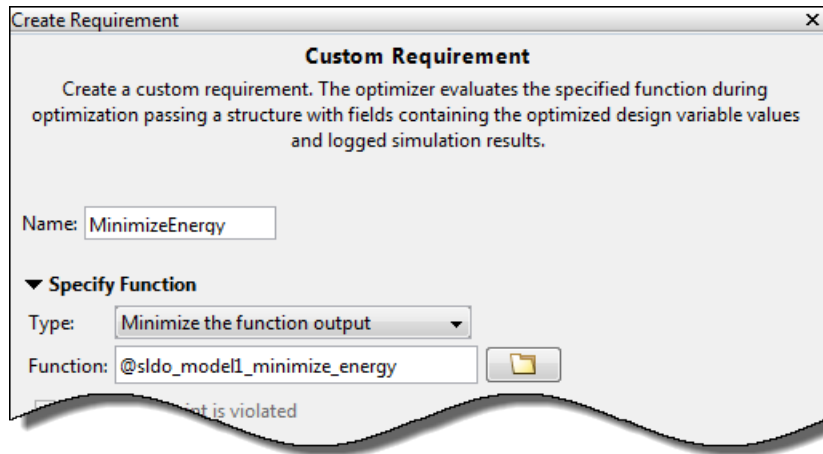 Create Requirement
Custom Requirement
Create a custom requirement. The optimizer evaluates the specified function during
optimization passing a structure with fields containing the optimized design variable values
and logged simulation results.
Name: MinimizeEnergy
Specify Function
Type: Minimize the function output
Function: @sldo_model1_minimize_energy
is violated